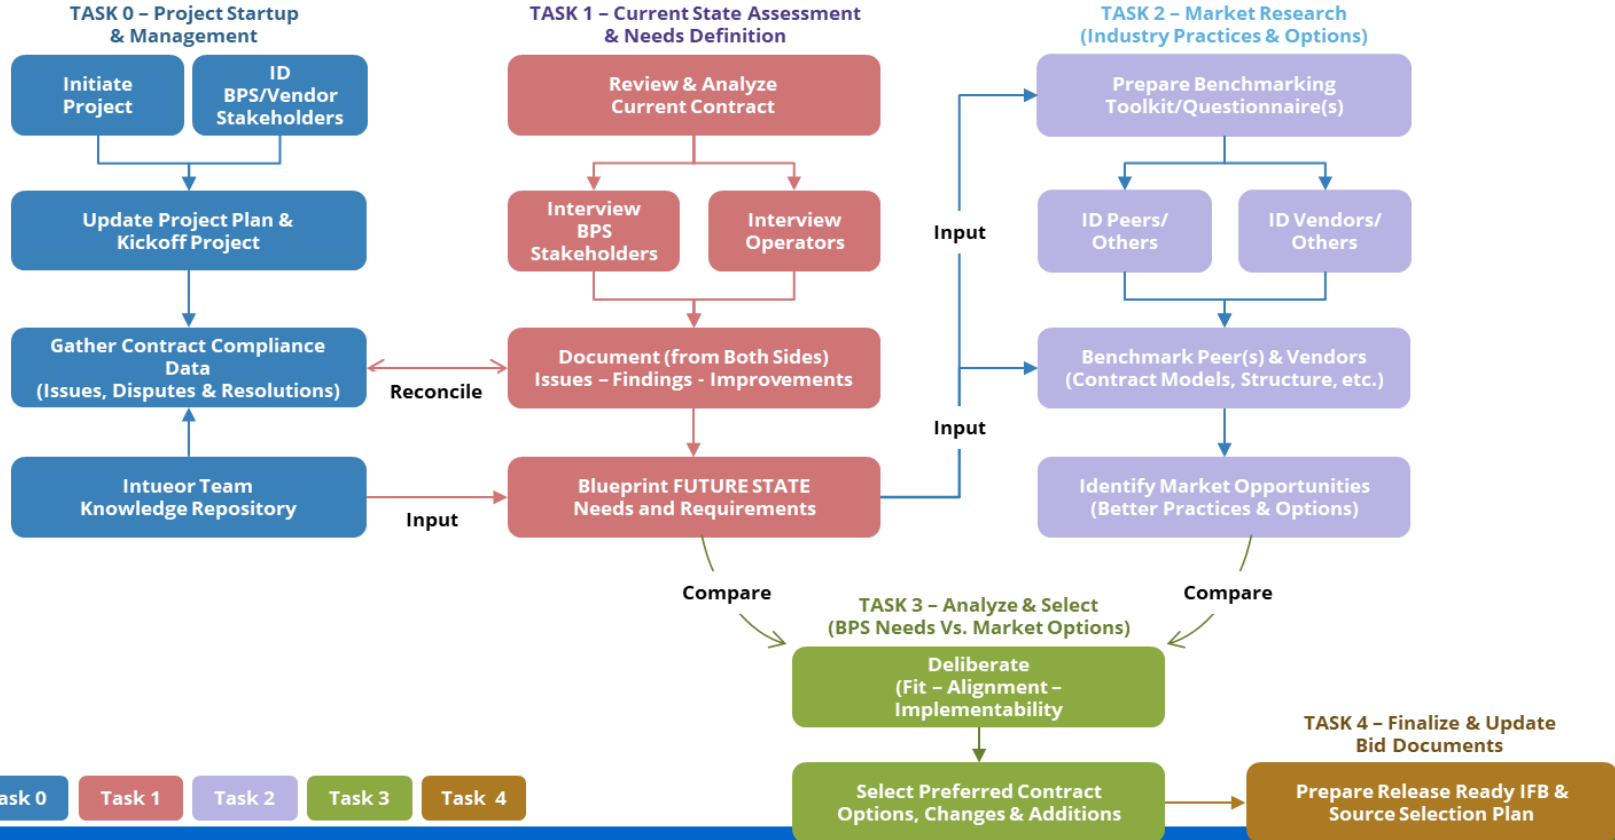 TASK 0 – Project Startup
& Management
Initiate
Project
ID
BPS/Vendor
Stakeholders
Update Project Plan &
Kickoff Project
Gather Contract Compliance
Data
(Issues, Disputes & Resolutions)
Intueor Team
Knowledge Repository
Reconcile
Input
TASK 1 – Current State Assessment
& Needs Definition
Review & Analyze
Current Contract
Interview
BPS
Stakeholders
Interview
Operators
Document (from Both Sides)
Issues – Findings - Improvements
Blueprint FUTURE STATE
Needs and Requirements
Input
Input
TASK 2 – Market Research
(Industry Practices & Options)
Prepare Benchmarking
Toolkit/Questionnaire(s)
ID Peers/
Others
ID Vendors/
Others
Benchmark Peer(s) & Vendors
(Contract Models, Structure, etc.)
Identify Market Opportunities
(Better Practices & Options)
Compare
Compare
TASK 3 – Analyze & Select
(BPS Needs Vs. Market Options)
Deliberate
(Fit – Alignment –
Implementability
Select Preferred Contract
Options, Changes & Additions
TASK 4 – Finalize & Update
Bid Documents
Prepare Release Ready IFB &
Source Selection Plan
ask 0
Task 1
Task 2
Task 3
Task 4